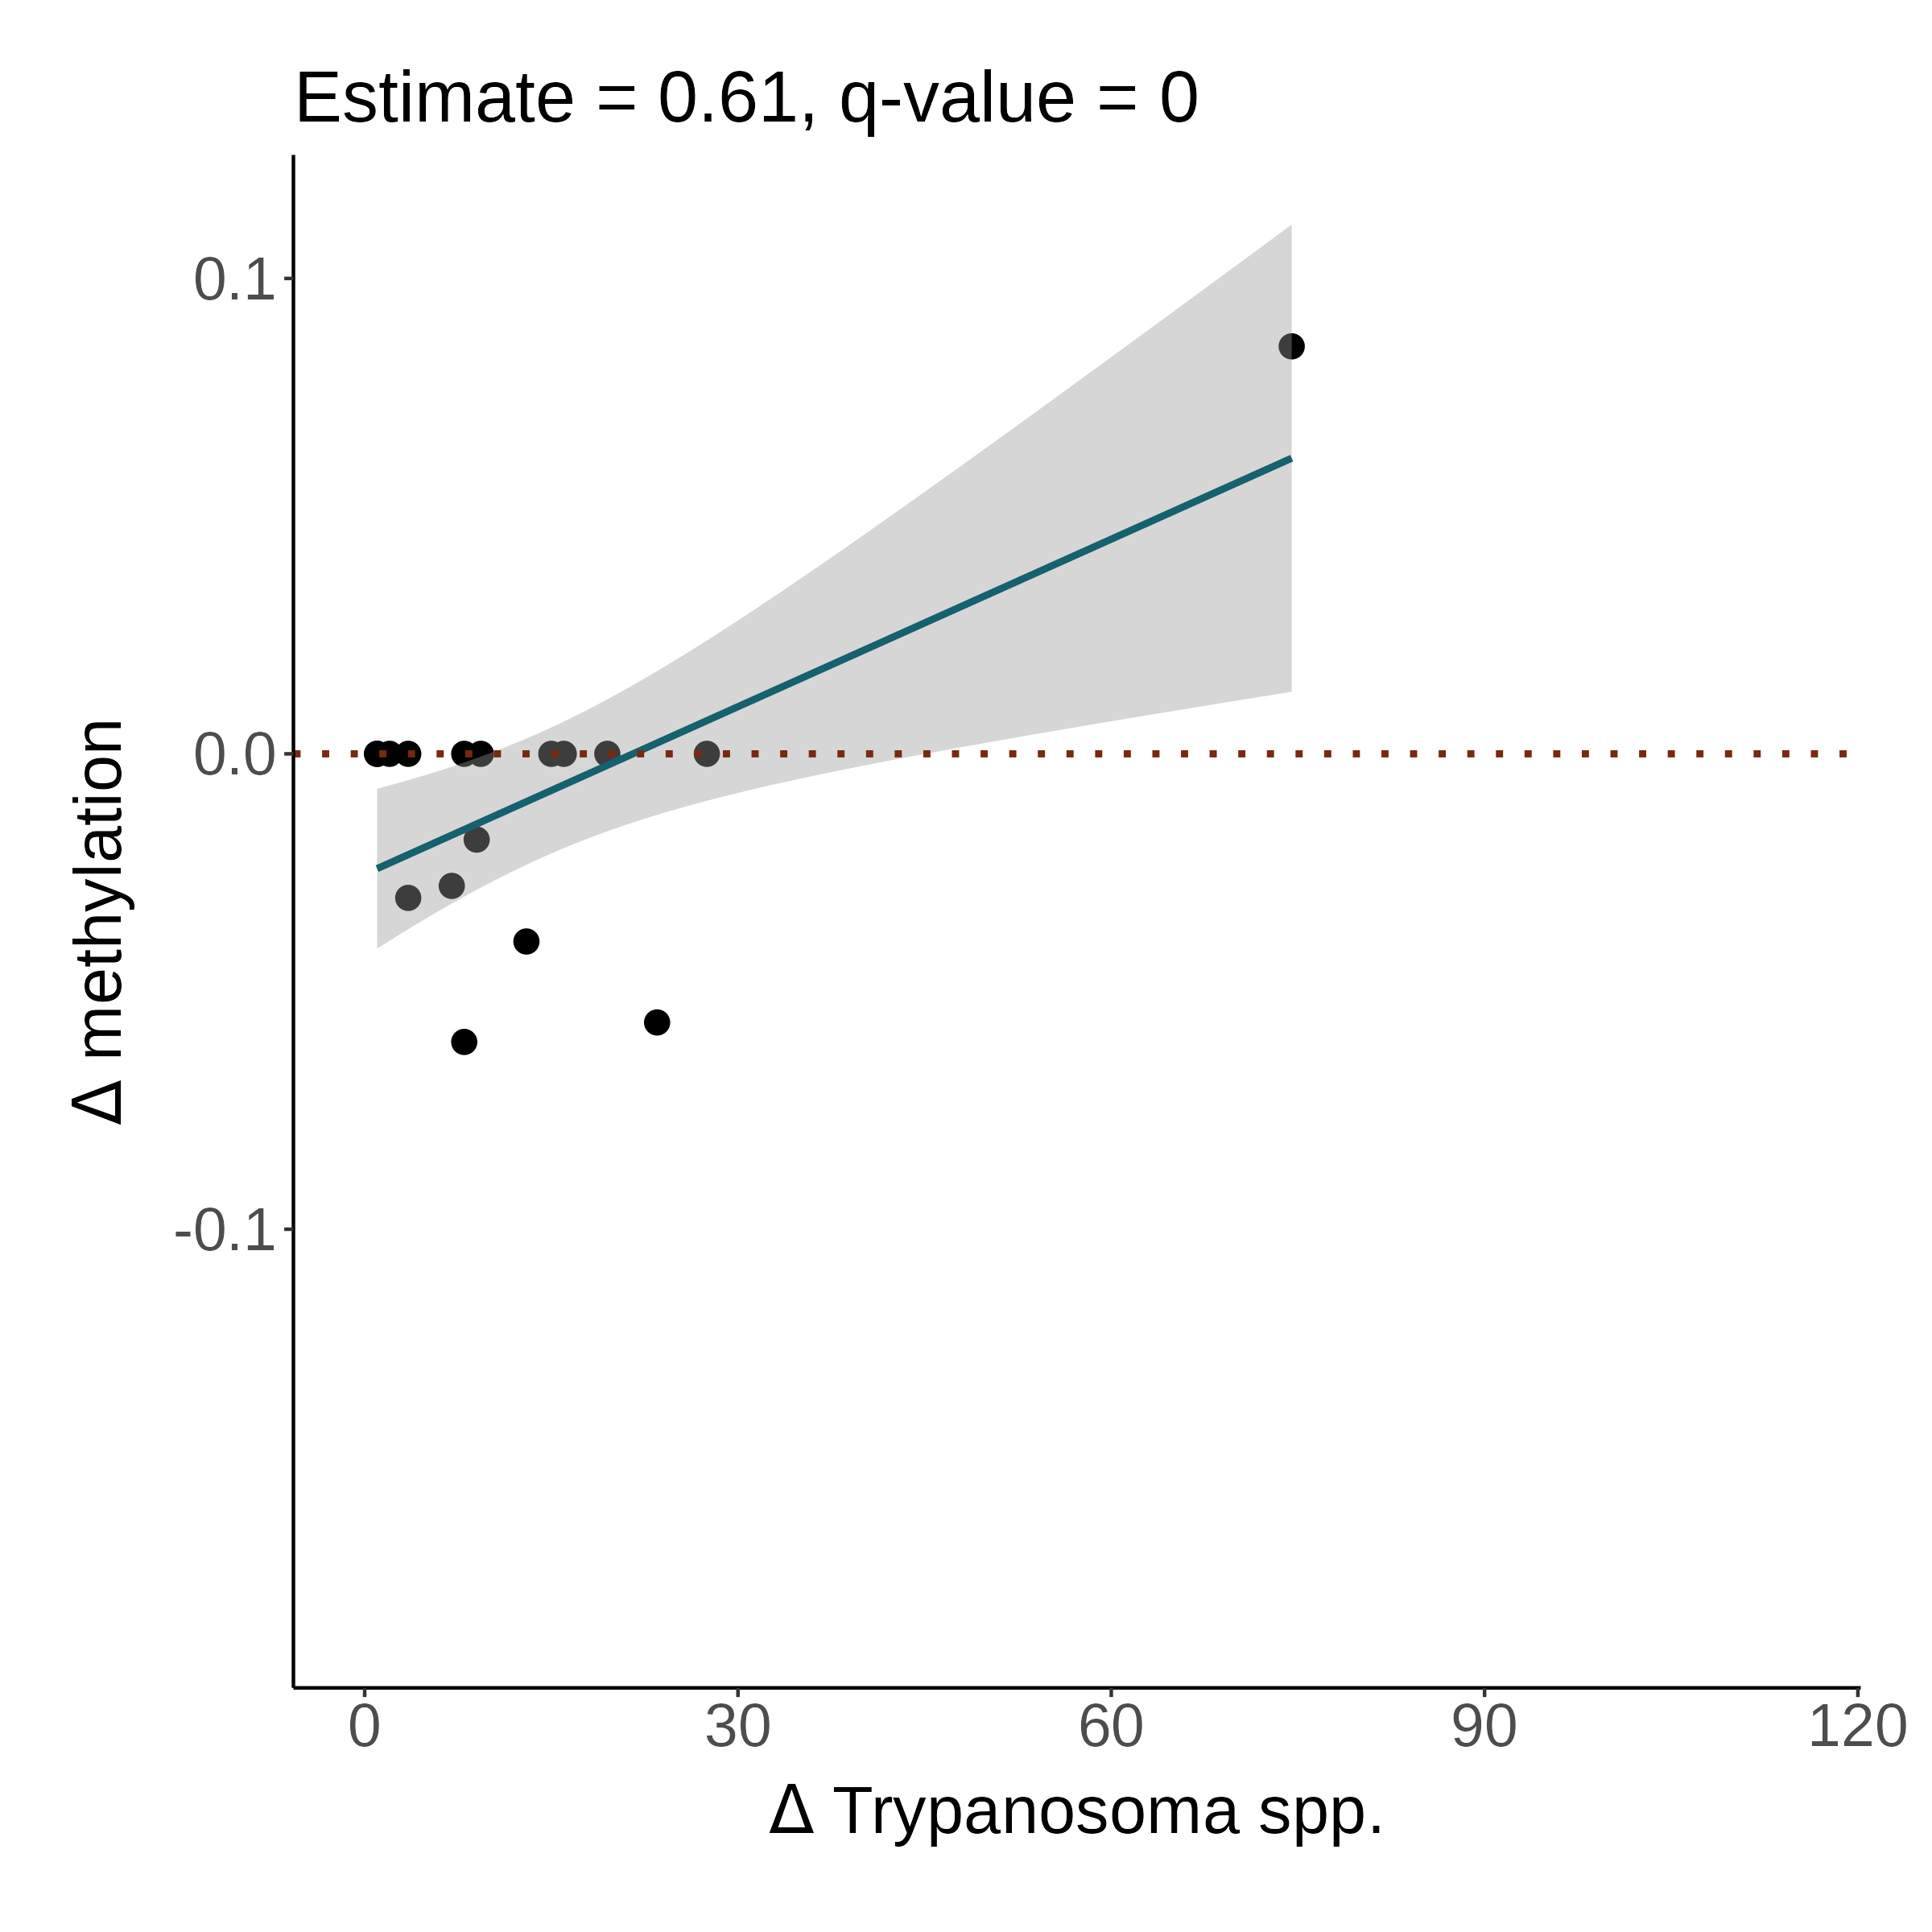 Estimate = 0.61, q-value = 0
0.1
0.0
-0.1
Δ methylation
0 30 60 90 120
Δ Trypanosoma spp.